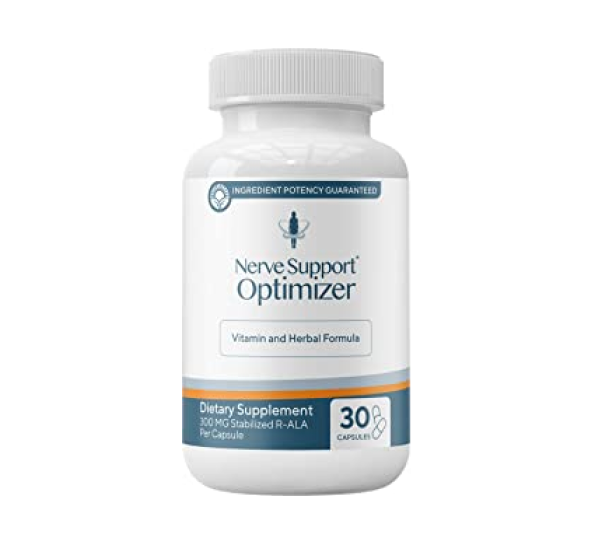 INGREDIENT POTENCY GUARANTEED
Nerve Support*
Optimizer
Vitamin and Herbal Formula
Dietary Supplement
300 MG Stabilized R-ALA
Per Capsule
30
CAPSULES